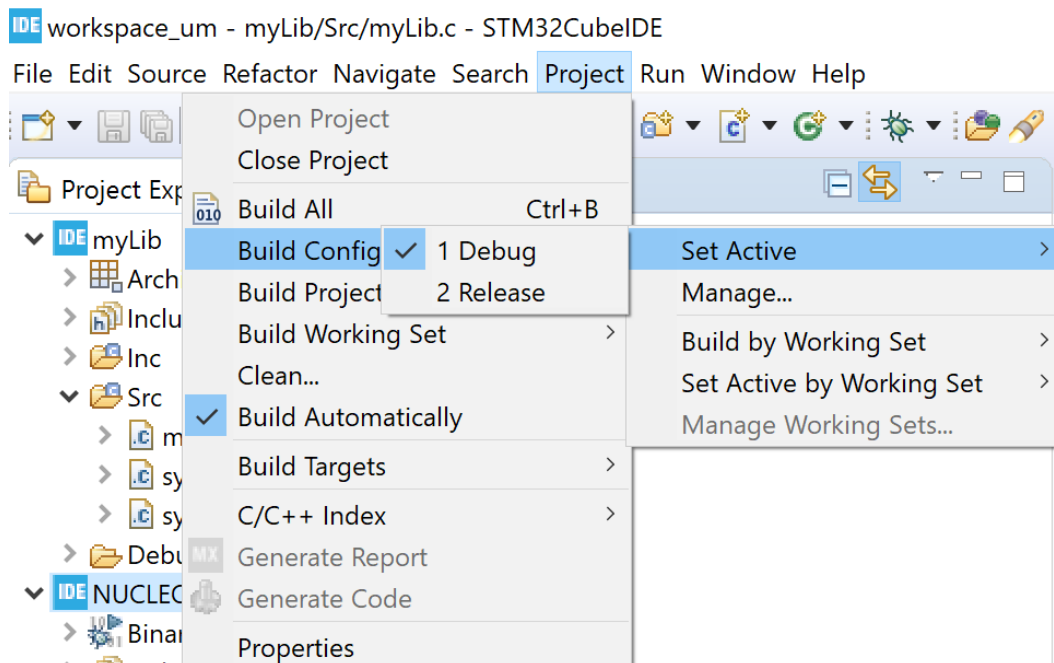 IDE workspace_um - myLib/Src/myLib.c - STM32CubeIDE
File Edit Source Refactor Navigate Search Project Run Window Help
Project Exp
IDE myLib
Arch
Inclu
Inc
Src
.c m
.c sy
.c sy
Debu
IDE NUCLEO
Binar
Open Project
Close Project
010 Build All Ctrl+B
Build Config
Build Project
Build Working Set
Clean...
Build Automatically
Build Targets
C/C++ Index
MX Generate Report
Generate Code
Properties
1 Debug
2 Release
Set Active
Manage...
Build by Working Set
Set Active by Working Set
Manage Working Sets...